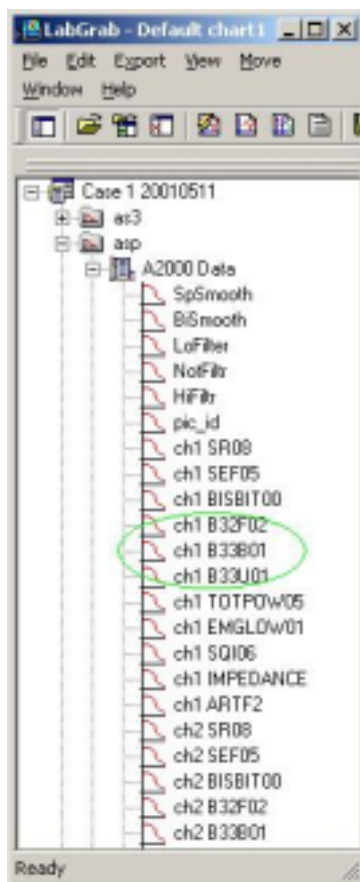 LabGrab - Default chart1
File Edit Export View Move
Window Help
Case 1 20010511
as3
asp
A2000 Data
SpSmooth
BiSmooth
LoFilter
NotFiltr
HiFiltr
pic_id
ch1 SR08
ch1 SEF05
ch1 BISBIT00
ch1 B32F02
ch1 B33B01
ch1 B33U01
ch1 TOTPOW05
ch1 EMGLOW01
ch1 SQI06
ch1 IMPEDANCE
ch1 ARTF2
ch2 SR08
ch2 SEF05
ch2 BISBIT00
ch2 B32F02
ch2 B33B01
Ready